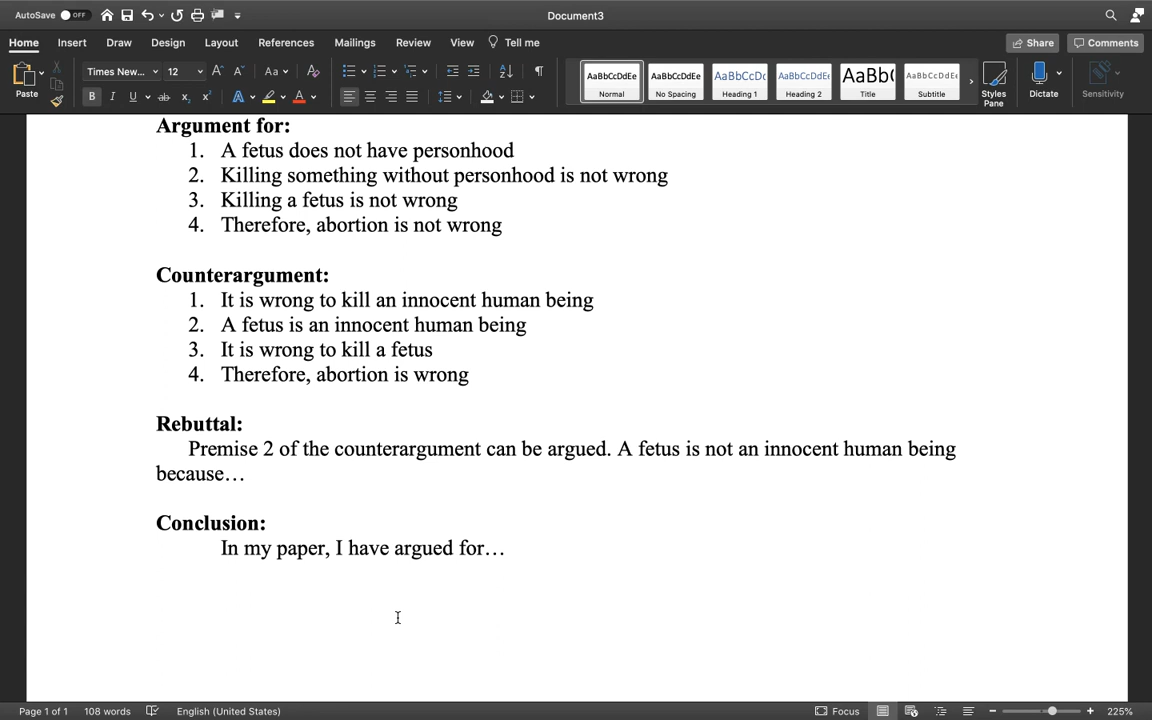 AutoSave OFF Document3
Home Insert Draw Design Layout References Mailings Review View Tell me Share Comments
Paste Times New... 12 Aa AaBbCcDdEe AaBbCcDdEe AaBbCcDc AaBbCcDdEe AaBb( AaBbCcDdEe
Normal No Spacing Heading 1 Heading 2 Title Subtitle Styles Pane Dictate Sensitivity
B I U ab x₂ x² A A
Argument for:
1. A fetus does not have personhood
2. Killing something without personhood is not wrong
3. Killing a fetus is not wrong
4. Therefore, abortion is not wrong
Counterargument:
1. It is wrong to kill an innocent human being
2. A fetus is an innocent human being
3. It is wrong to kill a fetus
4. Therefore, abortion is wrong
Rebuttal:
Premise 2 of the counterargument can be argued. A fetus is not an innocent human being
because…
Conclusion:
In my paper, I have argued for…
Page 1 of 1 108 words English (United States) Focus 225%